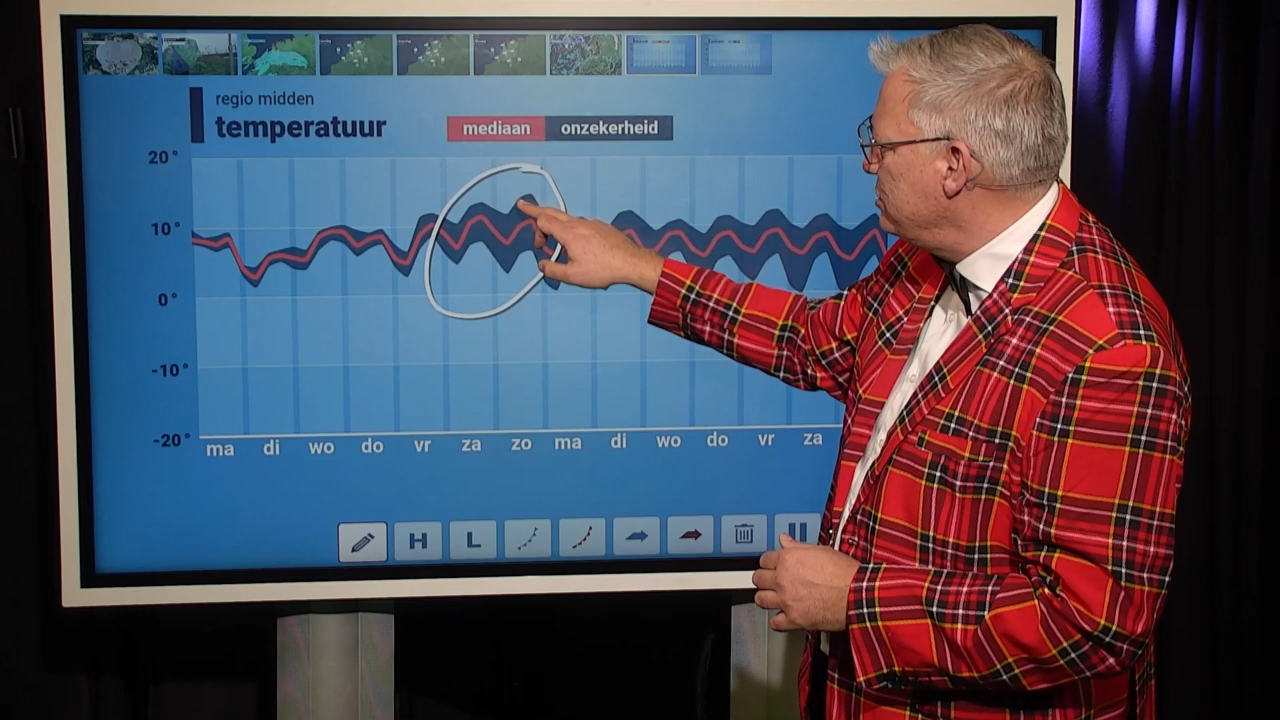 regio midden
temperatuur
mediaan onzekerheid
20°
10°
0°
-10°
-20°
ma di wo do vr za zo ma di wo do vr za
H L